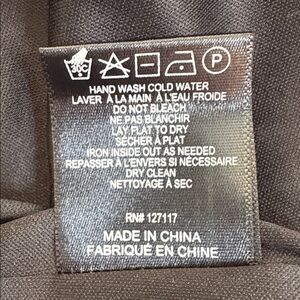 30C P
HAND WASH COLD WATER
LAVER À LA MAIN À L'EAU FROIDE
DO NOT BLEACH
NE PAS BLANCHIR
LAY FLAT TO DRY
SÉCHER À PLAT
IRON INSIDE OUT AS NEEDED
REPASSER À L'ENVERS SI NÉCESSAIRE
DRY CLEAN
NETTOYAGE À SEC
RN# 127117
MADE IN CHINA
FABRIQUÉ EN CHINE